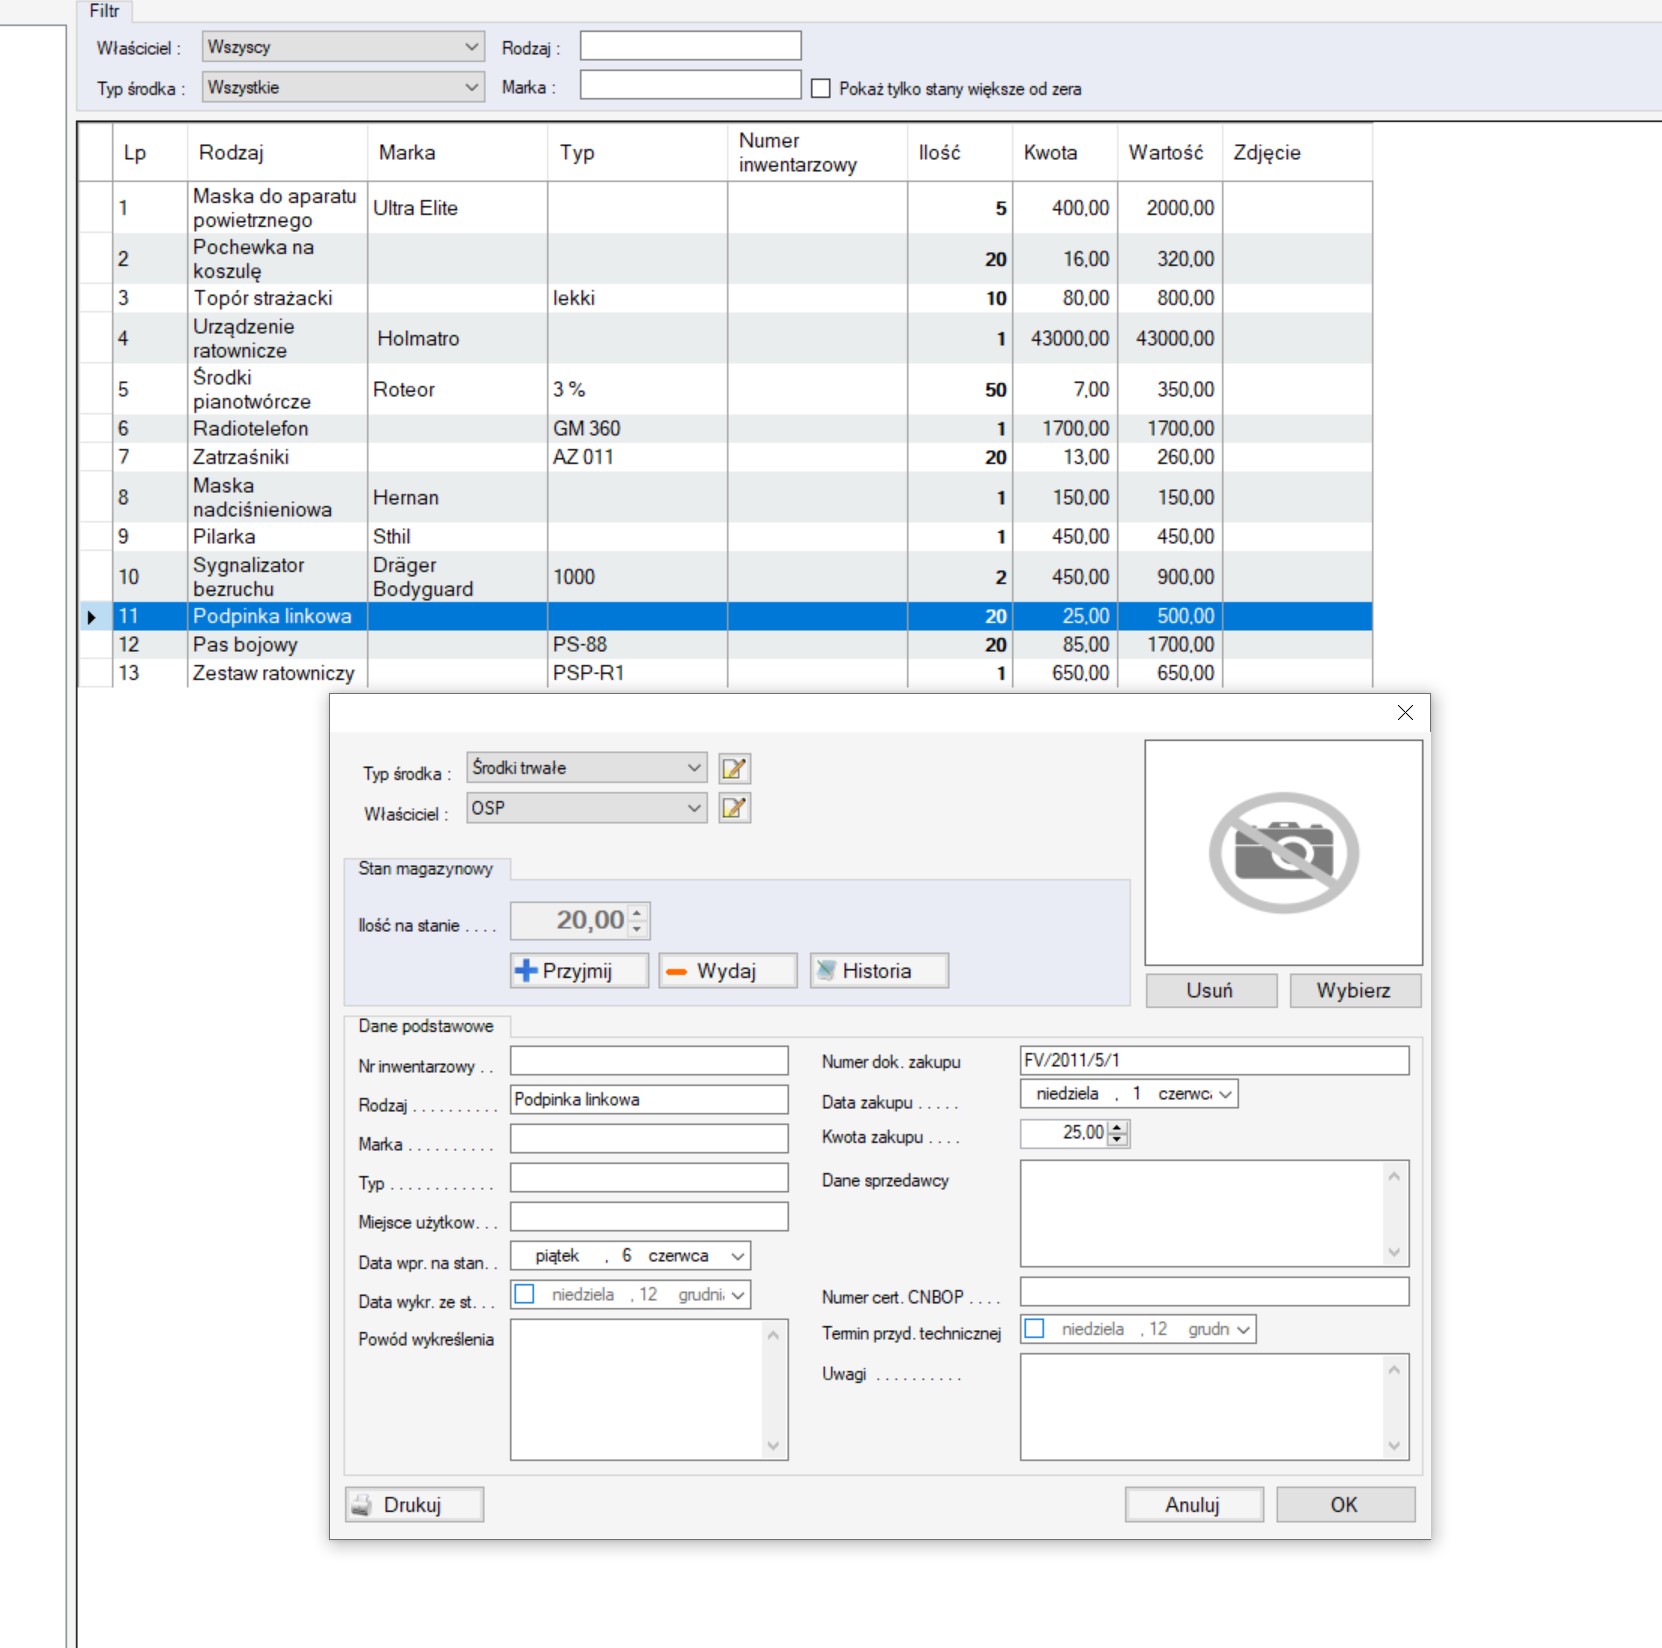 Filtr
Właściciel : Wszyscy Rodzaj :
Typ środka : Wszystkie Marka : Pokaż tylko stany większe od zera
Lp Rodzaj Marka Typ Numer inwentarzowy Ilość Kwota Wartość Zdjęcie
1 Maska do aparatu powietrznego Ultra Elite 5 400,00 2000,00
2 Pochewka na koszulę 20 16,00 320,00
3 Topór strażacki lekki 10 80,00 800,00
4 Urządzenie ratownicze Holmatro 1 43000,00 43000,00
5 Środki pianotwórcze Roteor 3 % 50 7,00 350,00
6 Radiotelefon GM 360 1 1700,00 1700,00
7 Zatrzaśniki AZ 011 20 13,00 260,00
8 Maska nadciśnieniowa Hernan 1 150,00 150,00
9 Pilarka Sthil 1 450,00 450,00
10 Sygnalizator bezruchu Dräger Bodyguard 1000 2 450,00 900,00
11 Podpinka linkowa 20 25,00 500,00
12 Pas bojowy PS-88 20 85,00 1700,00
13 Zestaw ratowniczy PSP-R1 1 650,00 650,00
Typ środka : Środki trwałe
Właściciel : OSP
Stan magazynowy
Ilość na stanie . . . . 20,00
Przyjmij Wydaj Historia
Usuń Wybierz
Dane podstawowe
Nr inwentarzowy . .
Rodzaj . . . . . . . . . . Podpinka linkowa
Marka . . . . . . . . . .
Typ . . . . . . . . . . . .
Miejsce użytkow. . .
Data wpr. na stan. . piątek , 6 czerwca
Data wykr. ze st. . . niedziela , 12 grudni
Powód wykreślenia
Numer dok. zakupu FV/2011/5/1
Data zakupu . . . . . niedziela , 1 czerwc
Kwota zakupu . . . . 25,00
Dane sprzedawcy
Numer cert. CNBOP . . . .
Termin przyd. technicznej niedziela , 12 grudn
Uwagi . . . . . . . . . .
Drukuj Anuluj OK